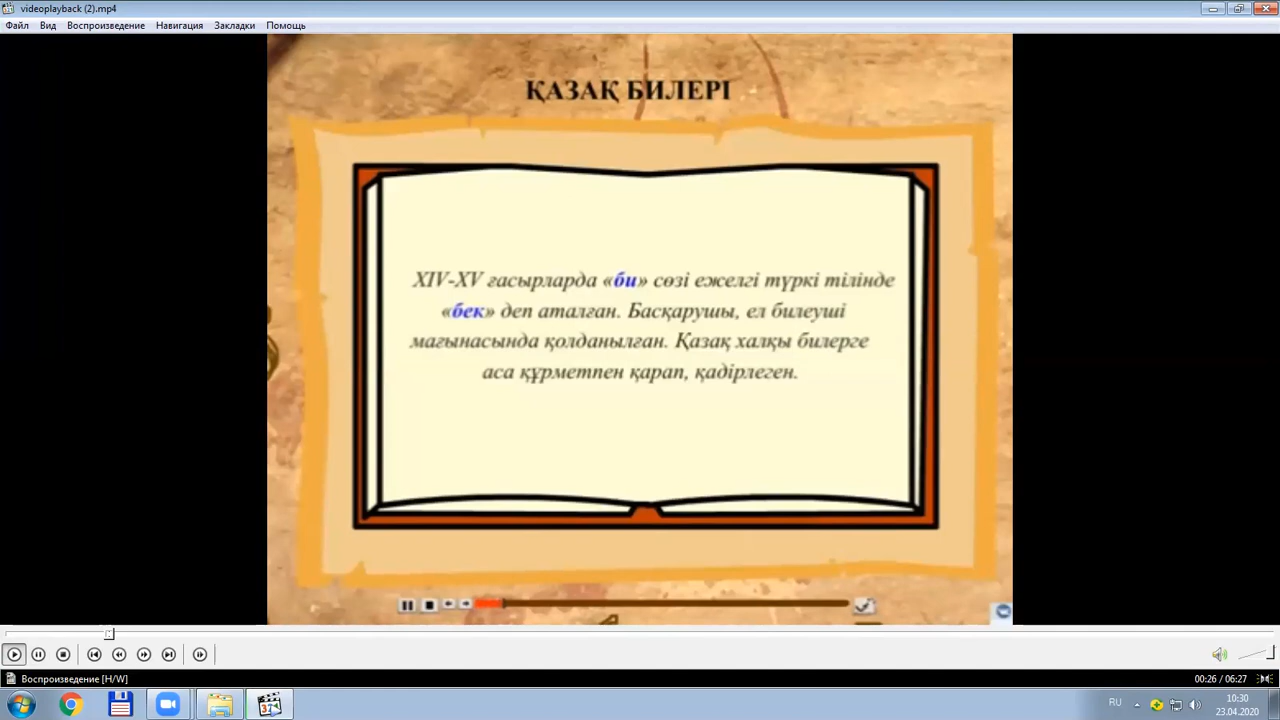 videoplayback (2).mp4
Файл Вид Воспроизведение Навигация Закладки Помощь
ҚАЗАҚ БИЛЕРІ
XIV-XV ғасырларда «би» сөзі ежелгі түркі тілінде
«бек» деп аталған. Басқарушы, ел билеуші
мағынасында қолданылған. Қазақ халқы билерге
аса құрметпен қарап, қадірлеген.
Воспроизведение [H/W]
00:26 / 06:27
RU
10:30
23.04.2020